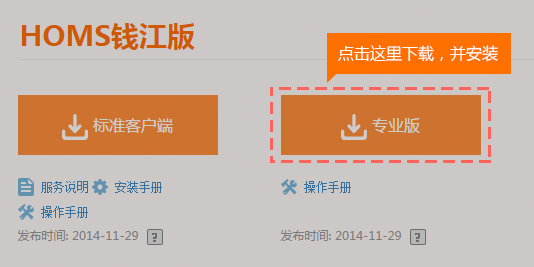 HOMS钱江版
点击这里下载，并安装
标准客户端
专业版
服务说明 安装手册
操作手册
操作手册
发布时间: 2014-11-29 ?
发布时间: 2014-11-29 ?